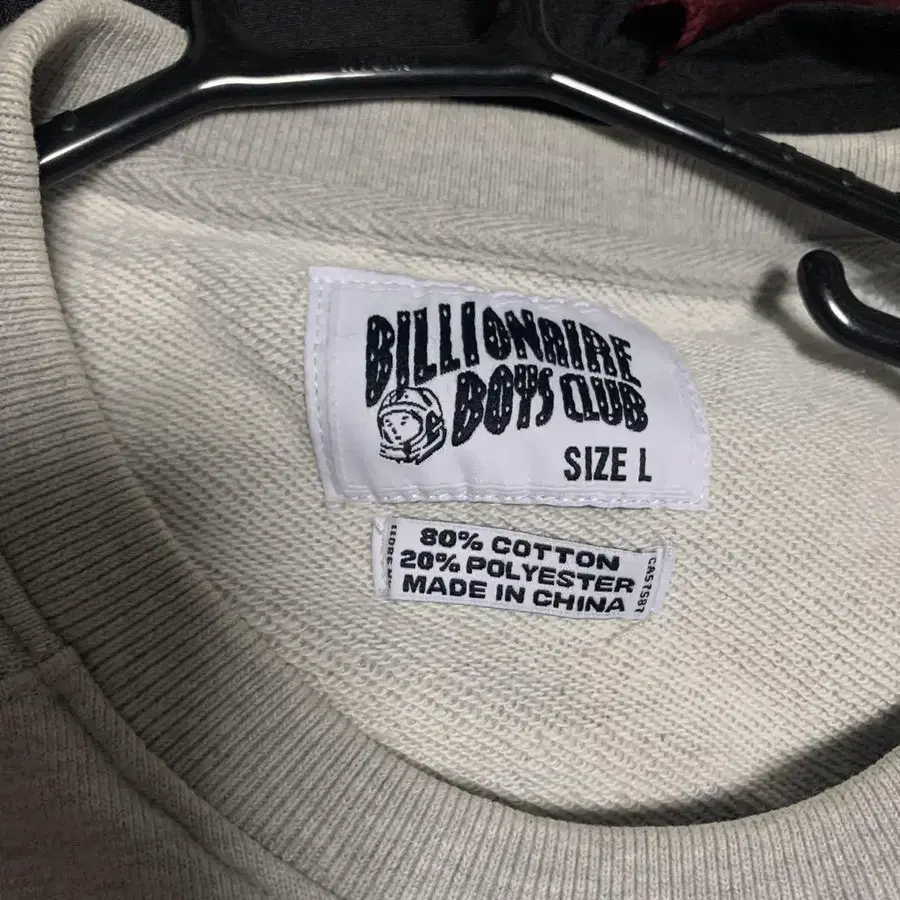 BILLIONAIRE
BOYS CLUB
SIZE L
80% COTTON
20% POLYESTER
MADE IN CHINA